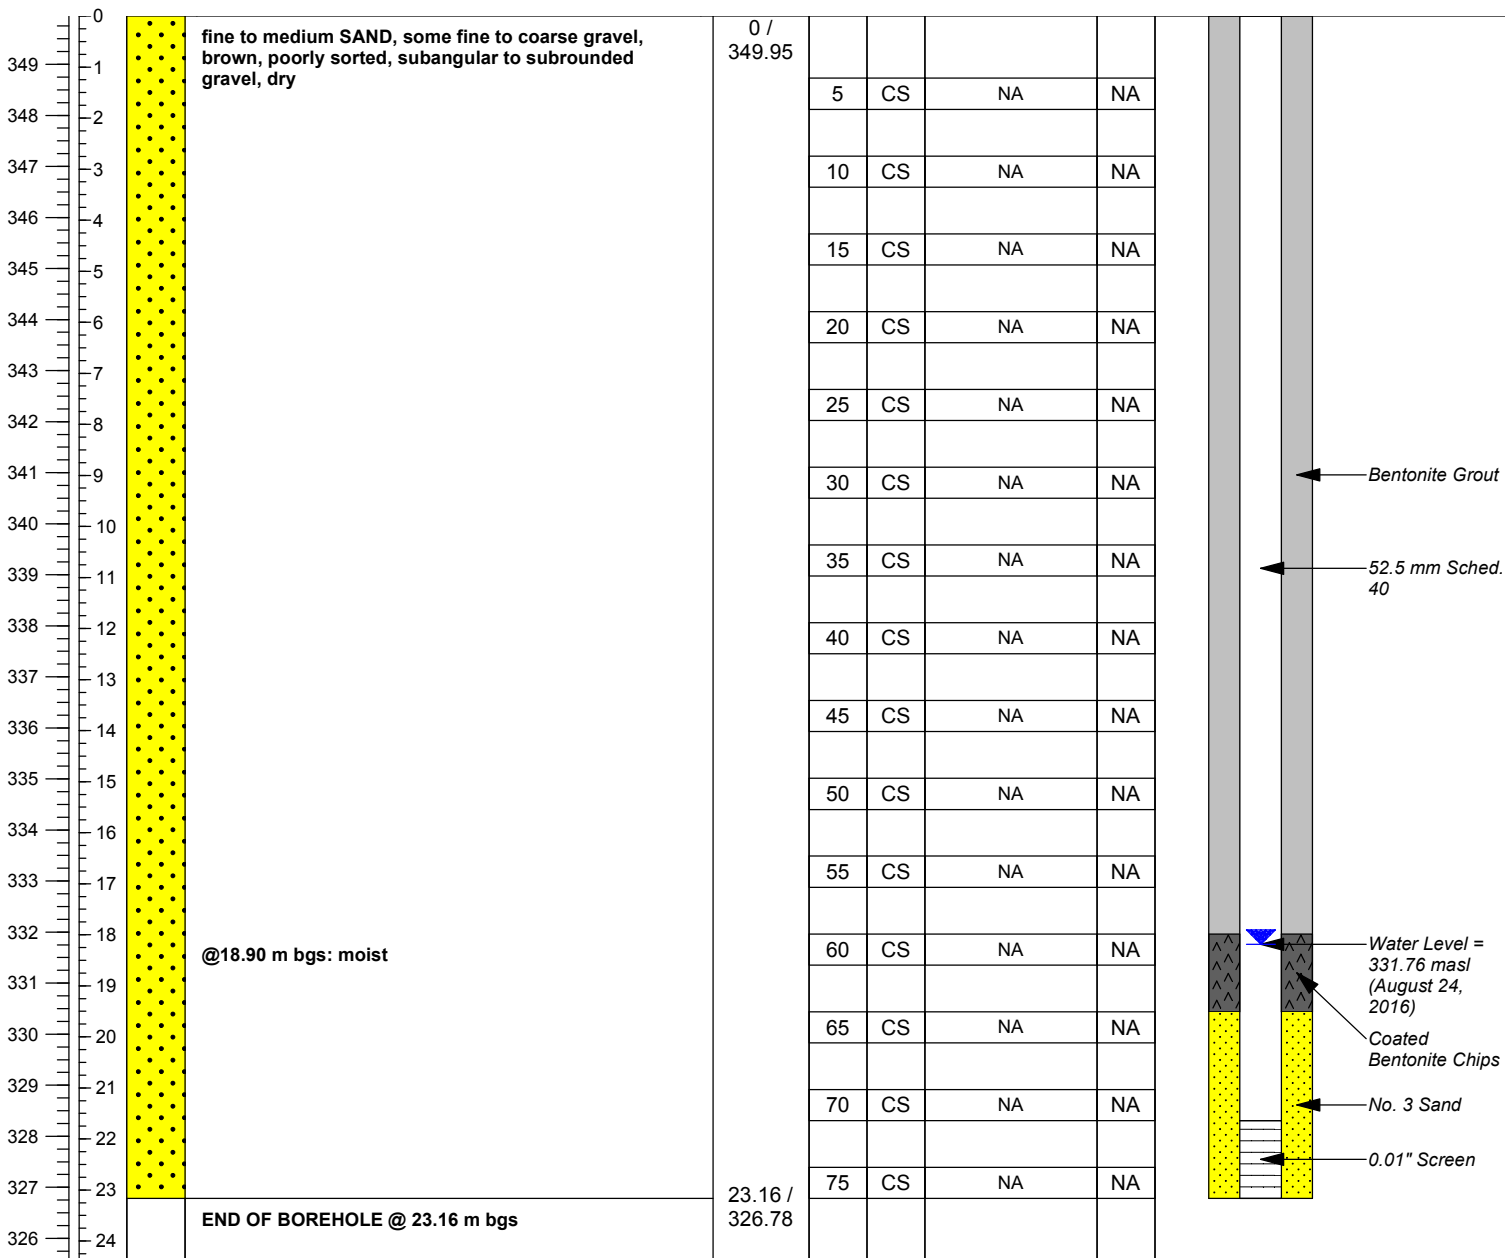 0
349
1
348
2
347
3
346
4
345
5
344
6
343
7
342
8
341
9
340
10
339
11
338
12
337
13
336
14
335
15
334
16
333
17
332
18
331
19
330
20
329
21
328
22
327
23
326
24
fine to medium SAND, some fine to coarse gravel,
brown, poorly sorted, subangular to subrounded
gravel, dry
@18.90 m bgs: moist
END OF BOREHOLE @ 23.16 m bgs
0 /
349.95
23.16 /
326.78
5 CS NA NA
10 CS NA NA
15 CS NA NA
20 CS NA NA
25 CS NA NA
30 CS NA NA
35 CS NA NA
40 CS NA NA
45 CS NA NA
50 CS NA NA
55 CS NA NA
60 CS NA NA
65 CS NA NA
70 CS NA NA
75 CS NA NA
Bentonite Grout
52.5 mm Sched.
40
Water Level =
331.76 masl
(August 24,
2016)
Coated
Bentonite Chips
No. 3 Sand
0.01" Screen